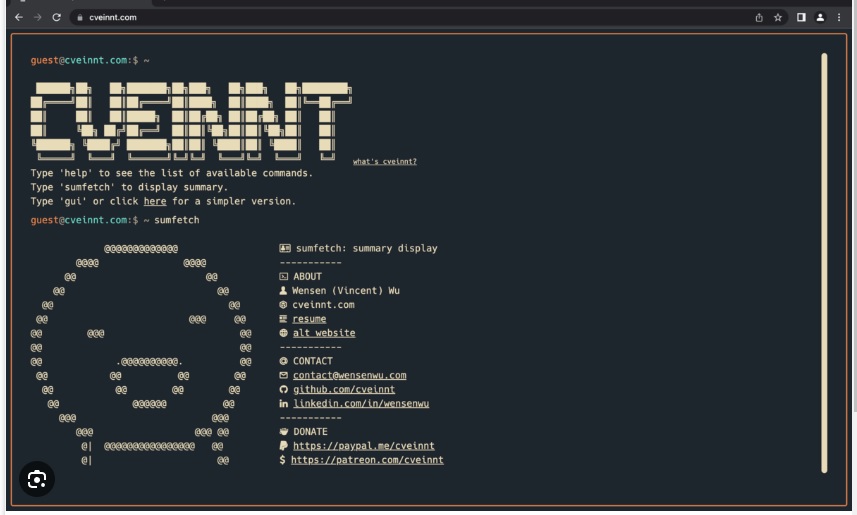 cveinnt.com
guest@cveinnt.com:$ ~
CVEINNT
what's cveinnt?
Type 'help' to see the list of available commands.
Type 'sumfetch' to display summary.
Type 'gui' or click here for a simpler version.
guest@cveinnt.com:$ ~ sumfetch
sumfetch: summary display
-----------
ABOUT
Wensen (Vincent) Wu
cveinnt.com
resume
alt website
-----------
CONTACT
contact@wensenwu.com
github.com/cveinnt
linkedin.com/in/wensenwu
-----------
DONATE
https://paypal.me/cveinnt
https://patreon.com/cveinnt